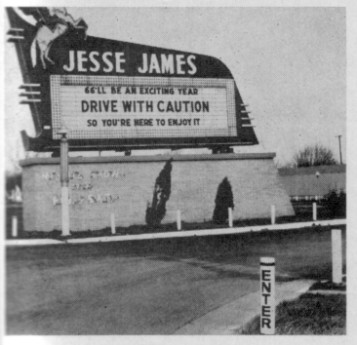 JESSE JAMES
66'LL BE AN EXCITING YEAR
DRIVE WITH CAUTION
SO YOU'RE HERE TO ENJOY IT
ENTER